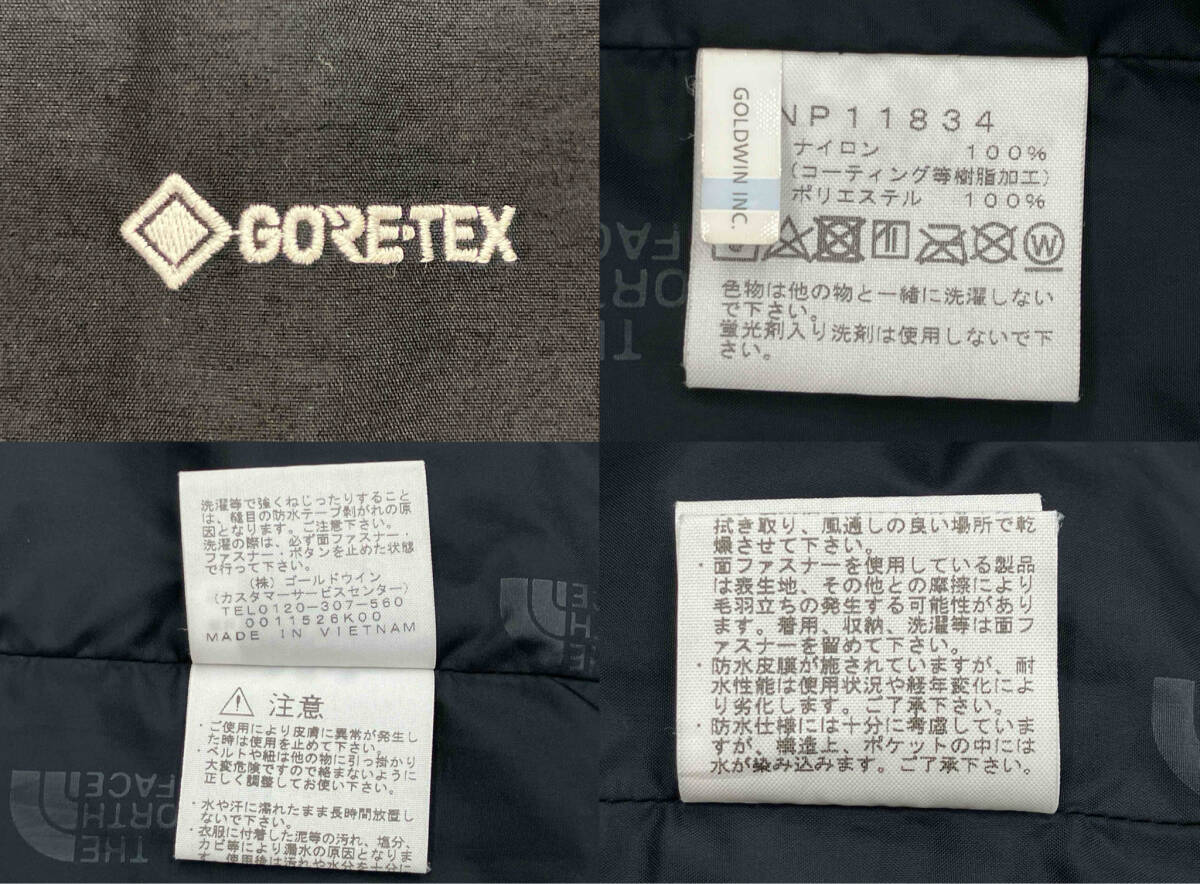 GORE-TEX
GOLDWIN INC.
NP11834
ナイロン 100%
(コーティング等樹脂加工)
ポリエステル 100%
W
色物は他の物と一緒に洗濯しない
で下さい。
蛍光剤入り洗剤は使用しないで下
さい。
THE
NORTH
FACE
洗濯等で強くねじったりすること
は、縫目の防水テープ剥がれの原
因となります。ご注意下さい。
洗濯の際は、必ず面ファスナー・
ファスナー・ボタンを止めた状態
で行って下さい。
(株)ゴールドウイン
(カスタマーサービスセンター)
TEL0120-307-560
0011526K00
MADE IN VIETNAM
注意
・ご使用により皮膚に異常が発生し
た時は使用を止めて下さい。
・ベルトや紐は他の物に引っ掛かり
大変危険ですので絡まないように
正しく調整してお使い下さい。
・水や汗に濡れたまま長時間放置し
ないで下さい。
・衣服に付着した泥等の汚れ、塩分、
カビ等により漏水の原因となりま
す。使用後は汚れや水分を十分に
THE
NORTH
FACE
拭き取り、風通しの良い場所で乾
燥させて下さい。
・面ファスナーを使用している製品
は表生地、その他との摩擦により
毛羽立ちの発生する可能性があり
ます。着用、収納、洗濯等は面フ
ァスナーを留めて下さい。
・防水皮膜が施されていますが、耐
水性能は使用状況や経年変化によ
り劣化します。ご了承下さい。
・防水仕様には十分に考慮していま
すが、構造上、ポケットの中には
水が染み込みます。ご了承下さい。